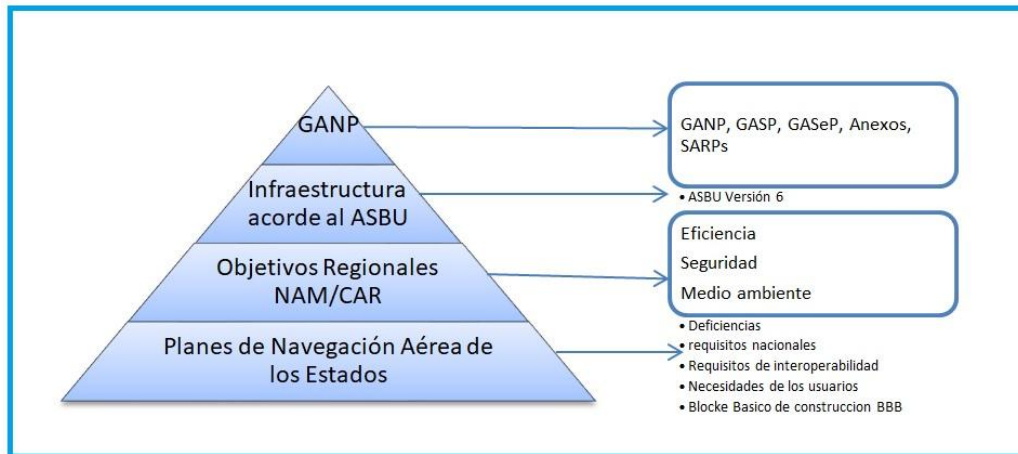 GANP
Infraestructura
acorde al ASBU
Objetivos Regionales
NAM/CAR
Planes de Navegación Aérea de
los Estados
GANP, GASP, GASeP, Anexos,
SARPs
• ASBU Versión 6
Eficiencia
Seguridad
Medio ambiente
• Deficiencias
• requisitos nacionales
• Requisitos de interoperabilidad
• Necesidades de los usuarios
• Blocke Basico de construccion BBB